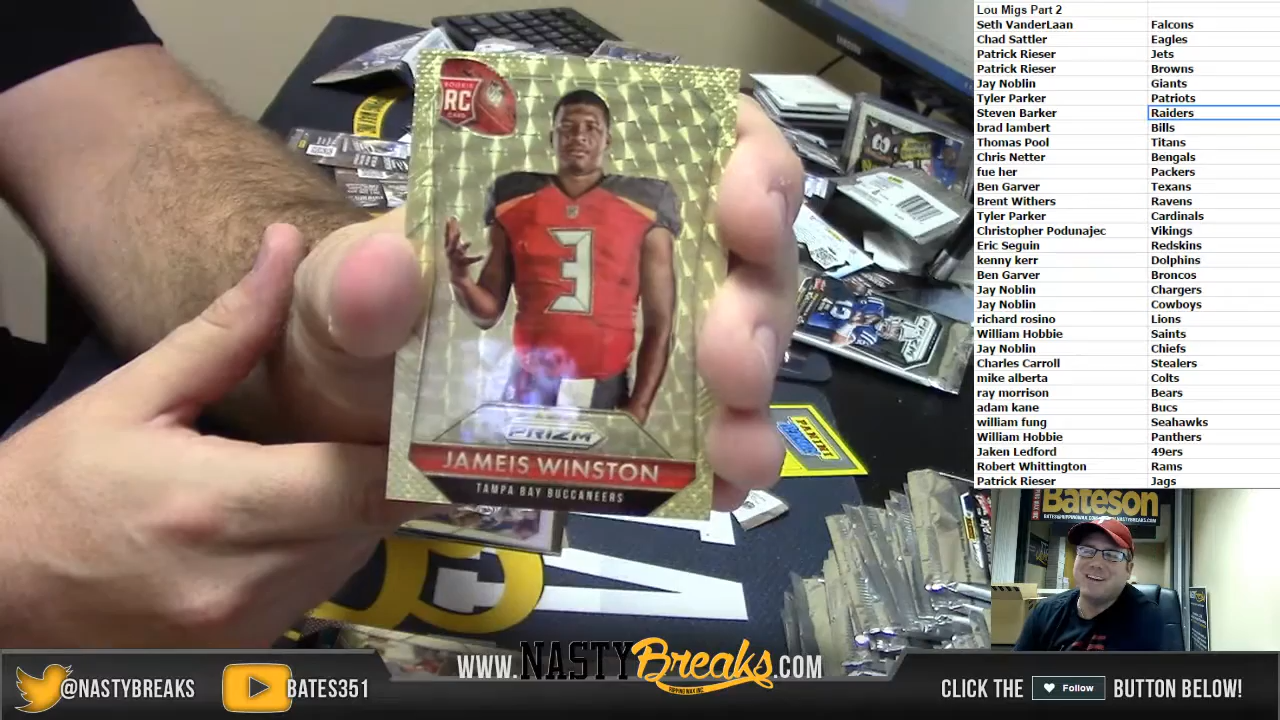 Lou Migs Part 2
Seth VanderLaan Falcons
Chad Sattler Eagles
Patrick Rieser Jets
Patrick Rieser Browns
Jay Noblin Giants
Tyler Parker Patriots
Steven Barker Raiders
brad lambert Bills
Thomas Pool Titans
Chris Netter Bengals
fue her Packers
Ben Garver Texans
Brent Withers Ravens
Tyler Parker Cardinals
Christopher Podunajec Vikings
Eric Seguin Redskins
kenny kerr Dolphins
Ben Garver Broncos
Jay Noblin Chargers
Jay Noblin Cowboys
richard rosino Lions
William Hobbie Saints
Jay Noblin Chiefs
Charles Carroll Stealers
mike alberta Colts
ray morrison Bears
adam kane Bucs
william fung Seahawks
William Hobbie Panthers
Jaken Ledford 49ers
Robert Whittington Rams
Patrick Rieser Jags
ROOKIE
RC
CARD
3
PRIZM
JAMEIS WINSTON
TAMPA BAY BUCCANEERS
PANINI
Bateson
WWW.NASTYBreaks.COM
RIPPING WAX INC.
@NASTYBREAKS
BATES351
CLICK THE Follow BUTTON BELOW!